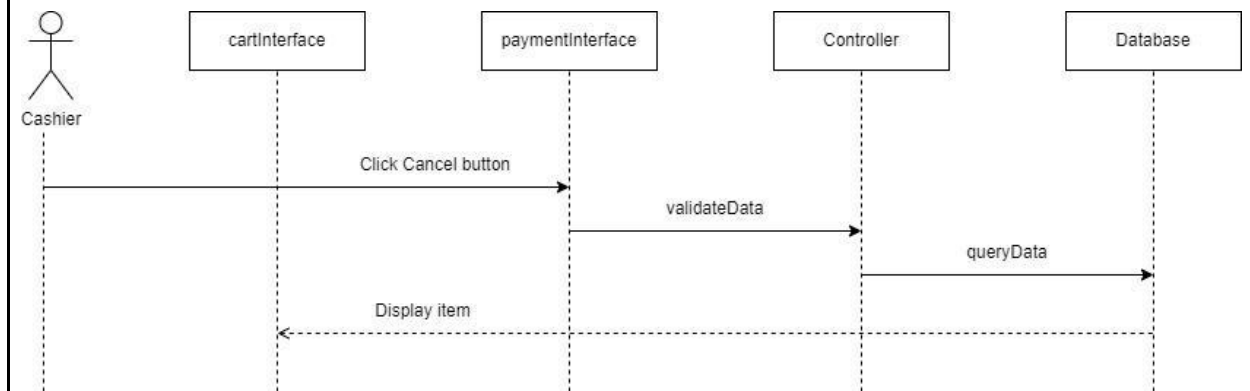 cartInterface
paymentInterface
Controller
Database
Cashier
Click Cancel button
validateData
queryData
Display item